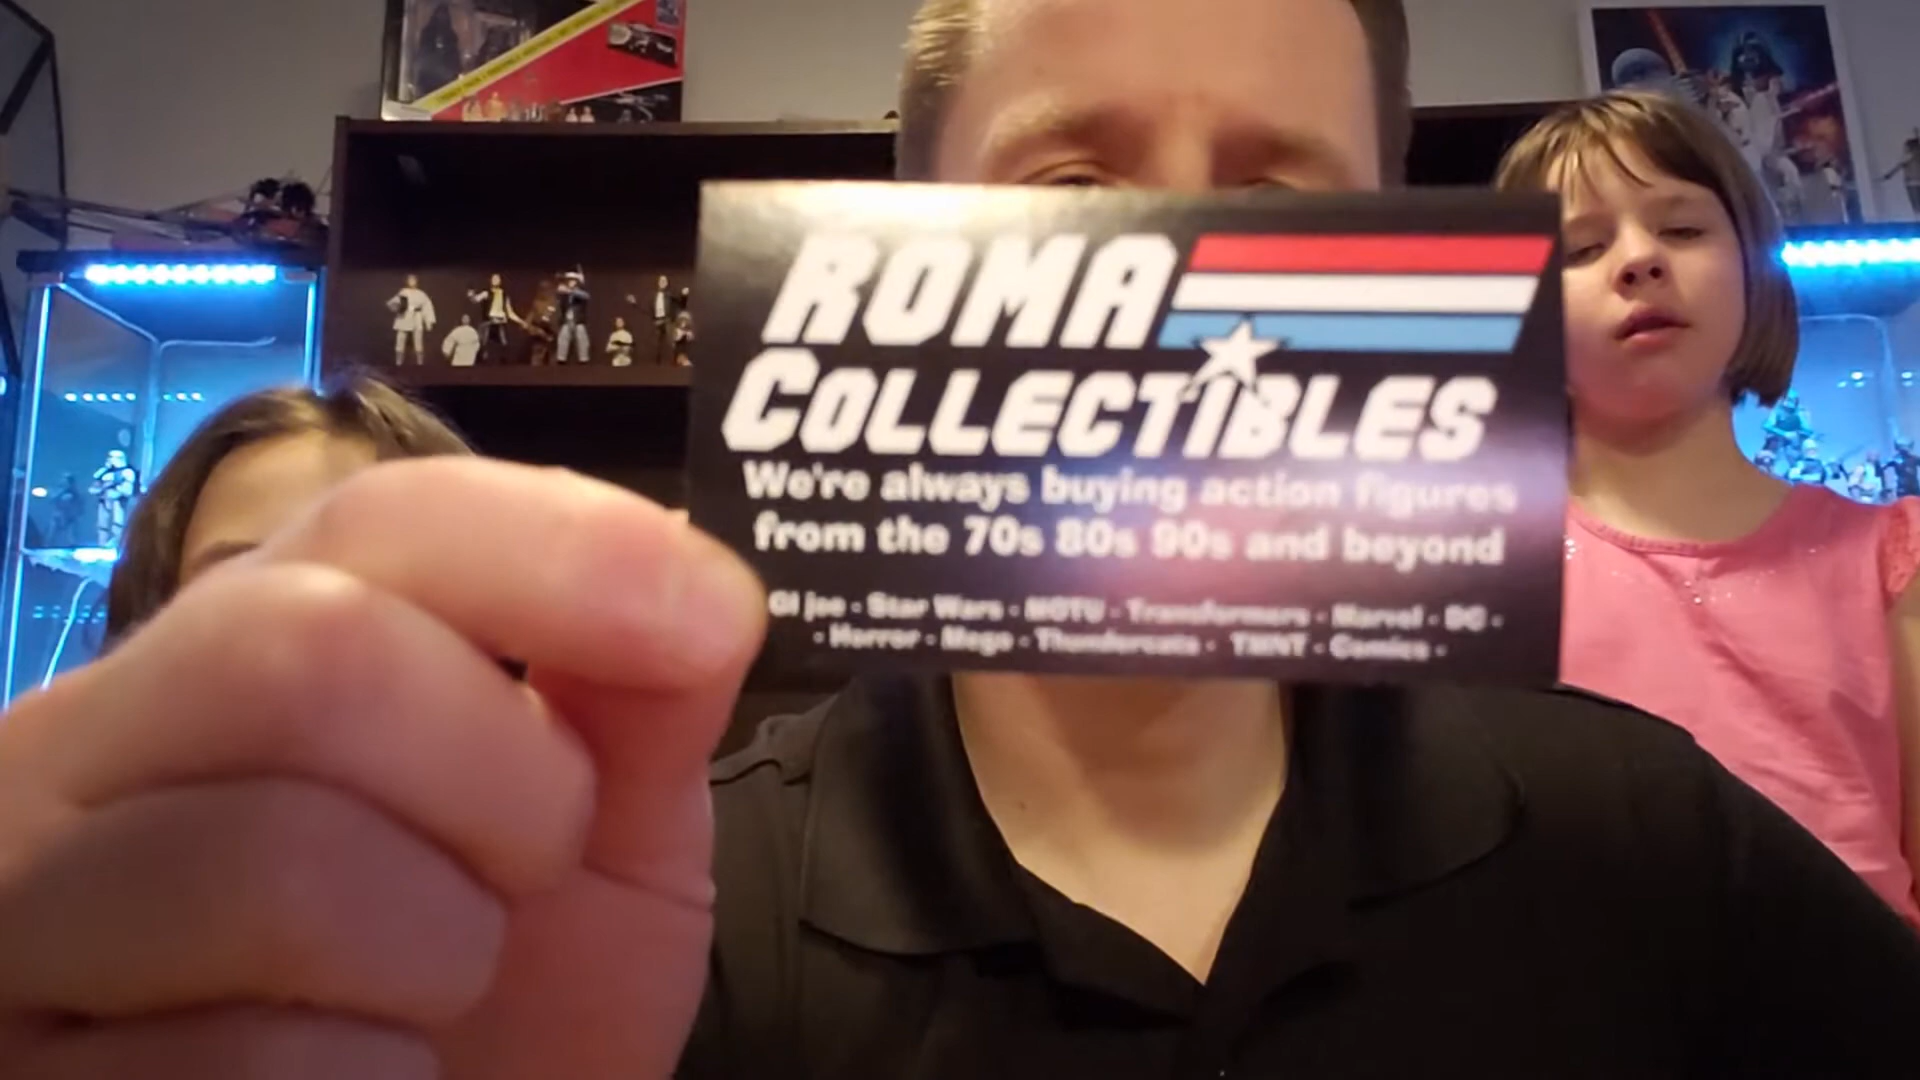 ROMA
COLLECTIBLES
We're always buying action figures
from the 70s 80s 90s and beyond
GI Joe - Star Wars - MOTU - Transformers - Marvel - DC -
- Horror - Mego - Thundercats - TMNT - Comics -